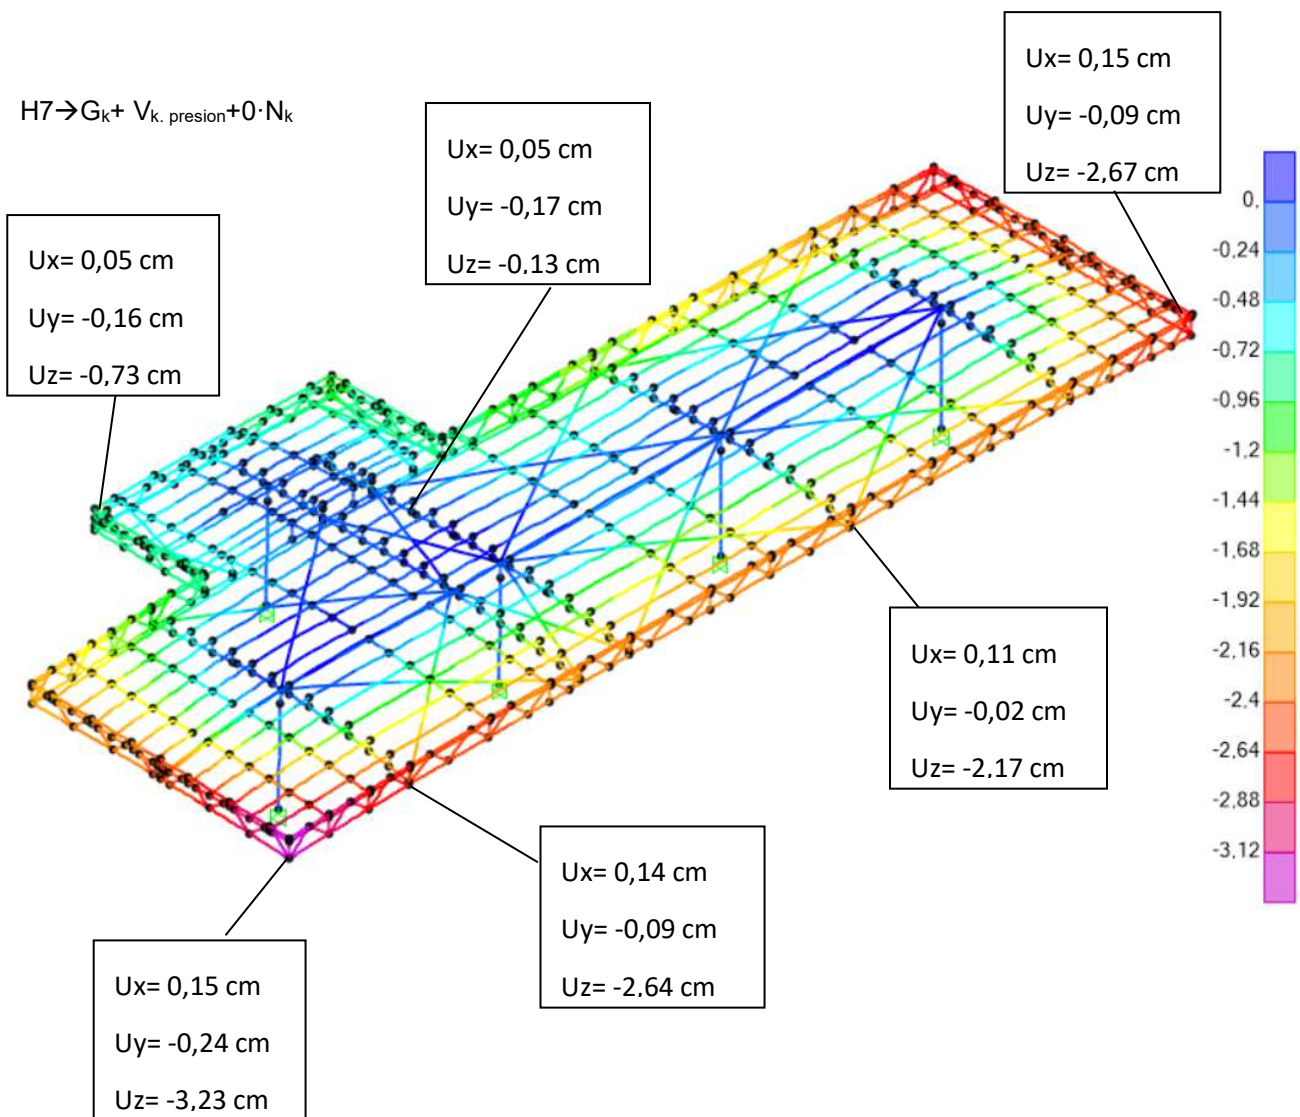 H7→Gk+ Vk. presion+0·Nk
Ux= 0,15 cm
Uy= -0,09 cm
Uz= -2,67 cm
Ux= 0,05 cm
Uy= -0,17 cm
Uz= -0,13 cm
Ux= 0,05 cm
Uy= -0,16 cm
Uz= -0,73 cm
0,
-0,24
-0,48
-0,72
-0,96
-1,2
-1,44
-1,68
-1,92
-2,16
-2,4
-2,64
-2,88
-3,12
Ux= 0,11 cm
Uy= -0,02 cm
Uz= -2,17 cm
Ux= 0,14 cm
Uy= -0,09 cm
Uz= -2,64 cm
Ux= 0,15 cm
Uy= -0,24 cm
Uz= -3,23 cm